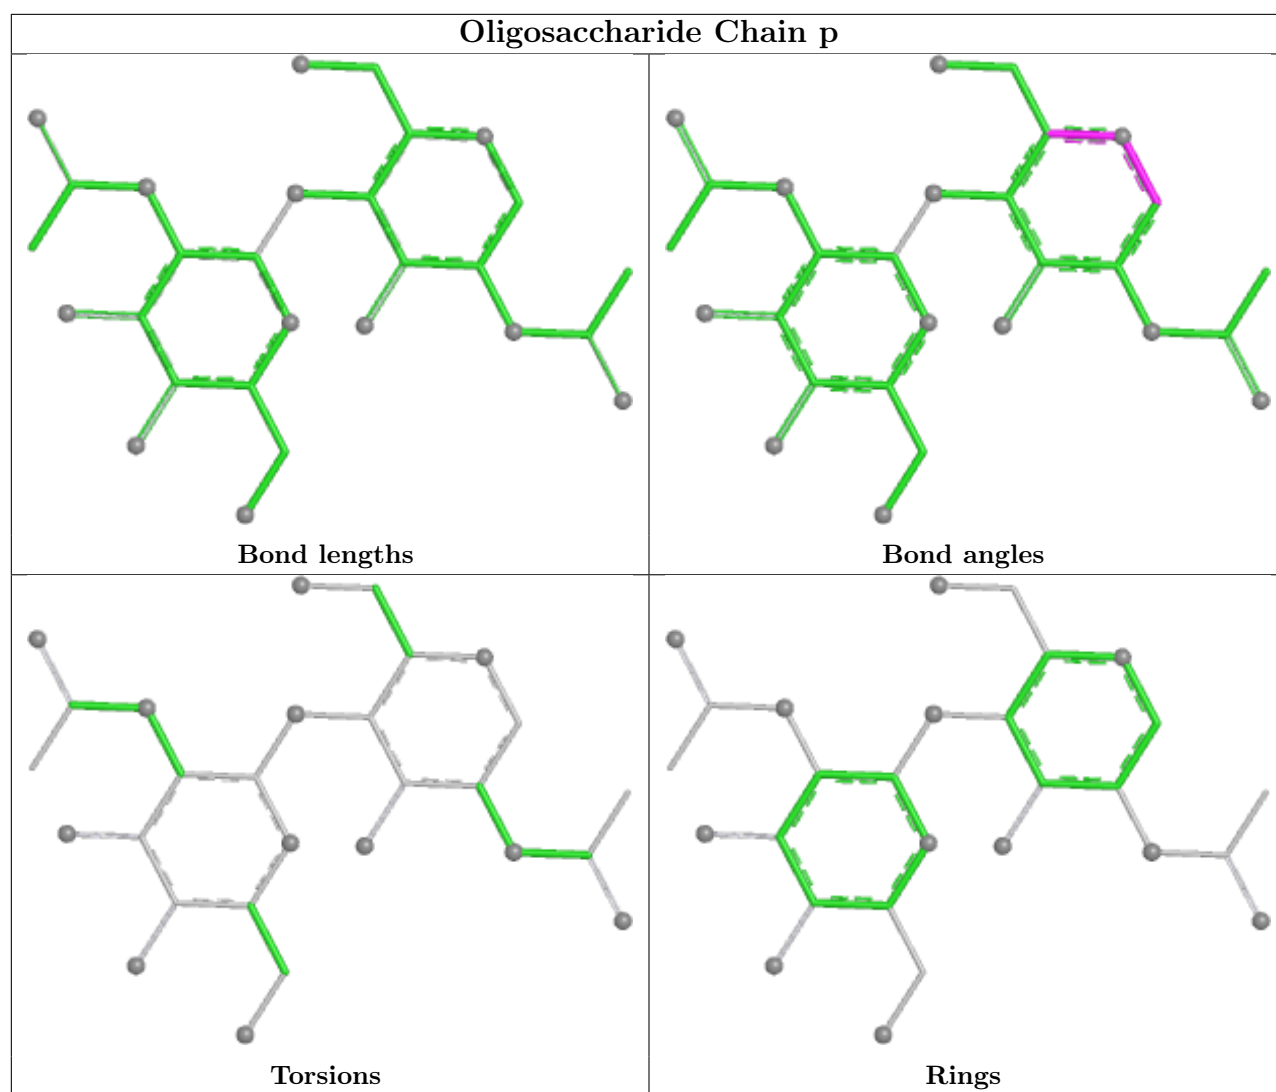 Oligosaccharide Chain p
Bond lengths
Bond angles
Torsions
Rings